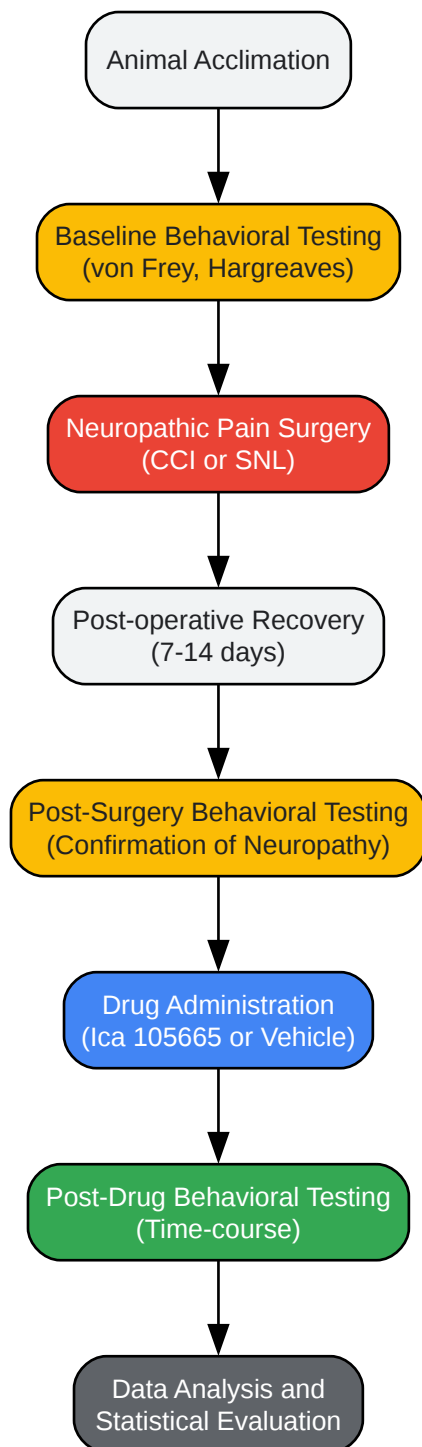 Animal Acclimation
Baseline Behavioral Testing
(von Frey, Hargreaves)
Neuropathic Pain Surgery
(CCI or SNL)
Post-operative Recovery
(7-14 days)
Post-Surgery Behavioral Testing
(Confirmation of Neuropathy)
Drug Administration
(Ica 105665 or Vehicle)
Post-Drug Behavioral Testing
(Time-course)
Data Analysis and
Statistical Evaluation